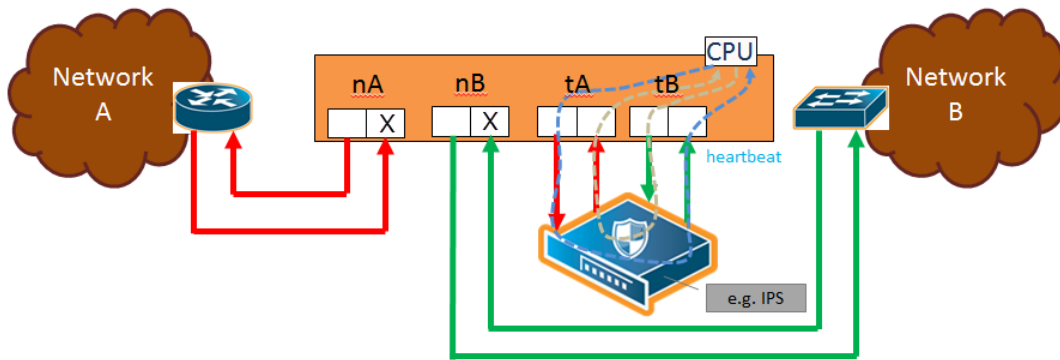 CPU
Network
A
nA
nB
tA
tB
Network
B
X
X
heartbeat
e.g. IPS